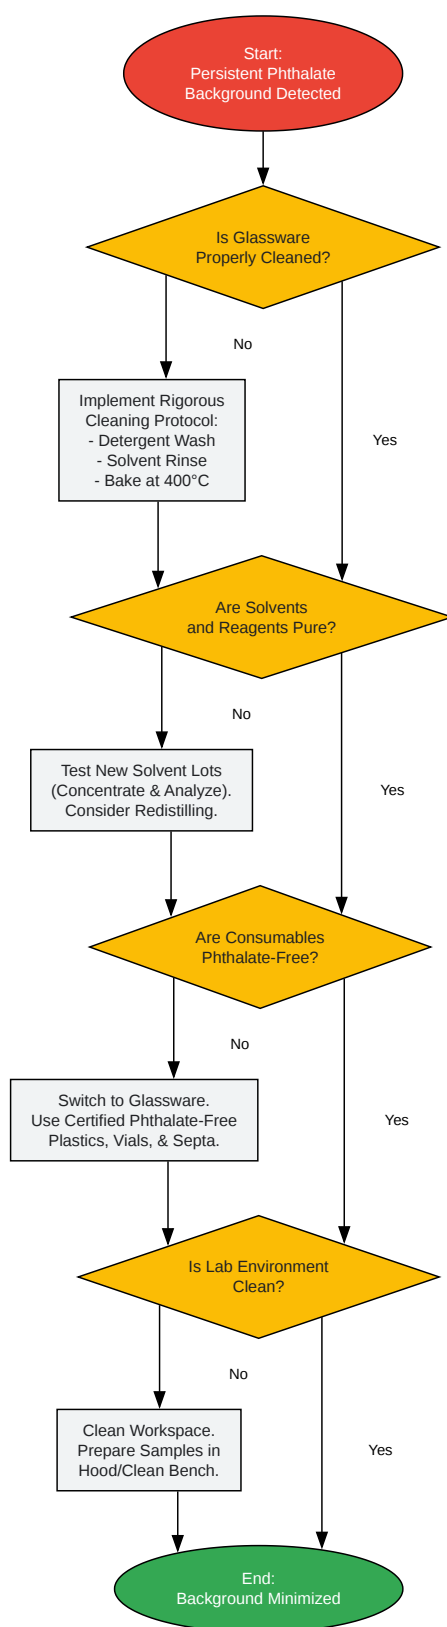 Start:
Persistent Phthalate
Background Detected
Is Glassware
Properly Cleaned?
No
Implement Rigorous
Cleaning Protocol:
- Detergent Wash
- Solvent Rinse
- Bake at 400°C
Yes
Are Solvents
and Reagents Pure?
No
Test New Solvent Lots
(Concentrate & Analyze).
Consider Redistilling.
Yes
Are Consumables
Phthalate-Free?
No
Switch to Glassware.
Use Certified Phthalate-Free
Plastics, Vials, & Septa.
Yes
Is Lab Environment
Clean?
No
Clean Workspace.
Prepare Samples in
Hood/Clean Bench.
Yes
End:
Background Minimized